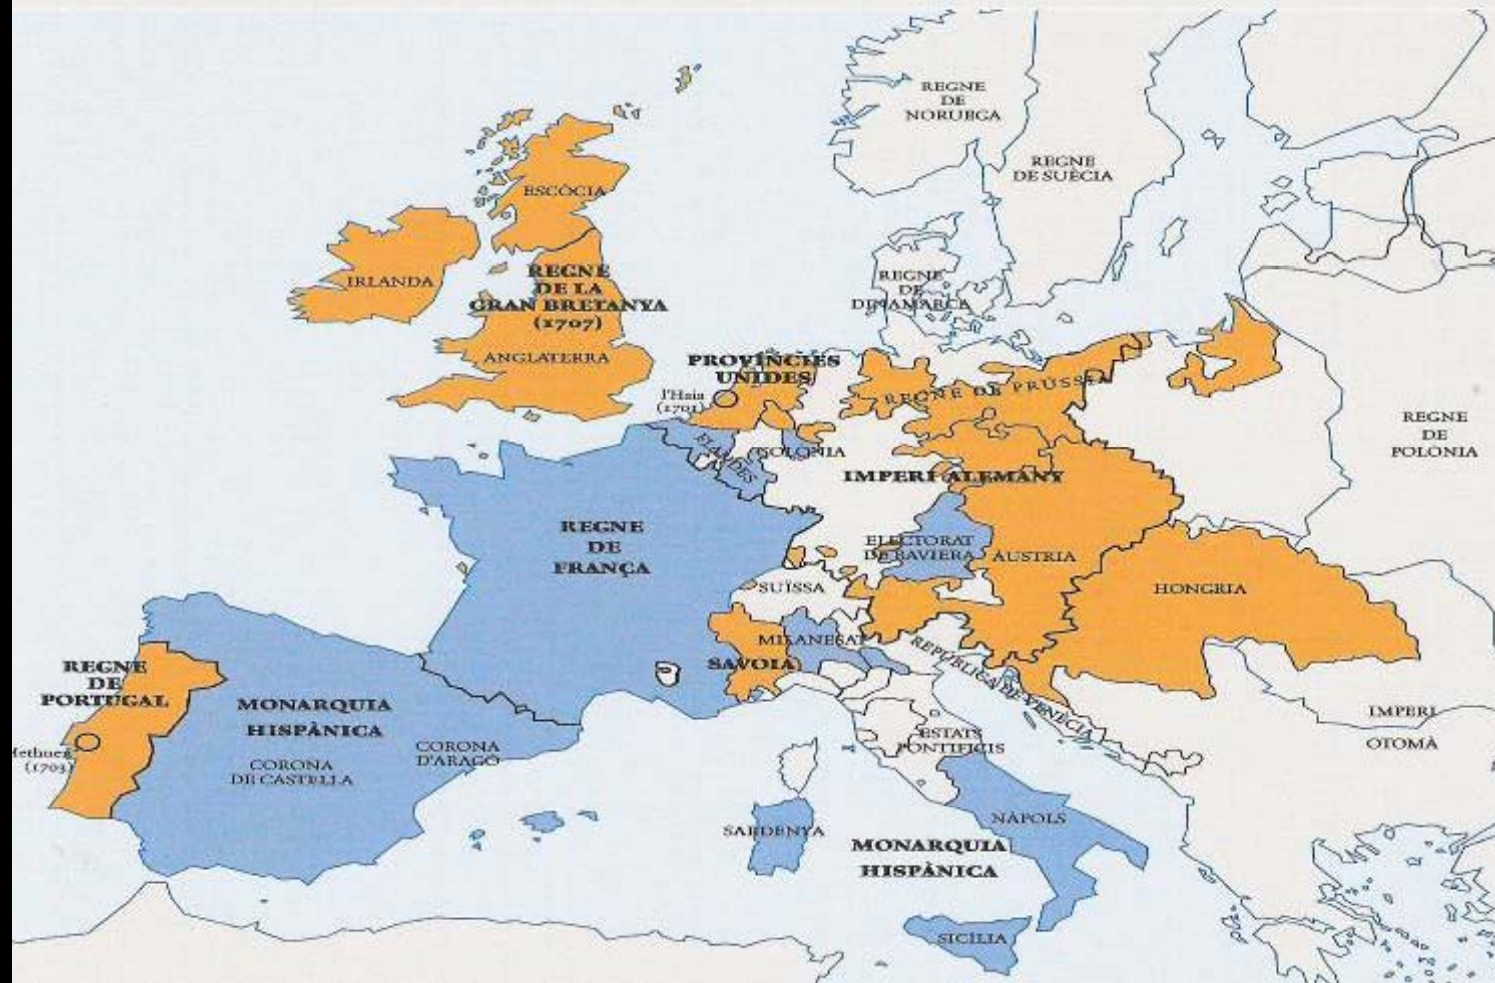 REGNE
DE
NORUEGA
REGNE
DE SUÈCIA
ESCÒCIA
IRLANDA
REGNE
DE LA
GRAN BRETANYA
(1707)
ANGLATERRA
REGNE
DE
DINAMARCA
PROVÍNCIES
UNIDES
l'Haia
(1701)
REGNE DE PRÚSSIA
REGNE
DE
POLÒNIA
FLANDES
COLÒNIA
IMPERI ALEMANY
REGNE
DE
FRANÇA
ELECTORAT
DE BAVIERA
ÀUSTRIA
HONGRIA
SUÏSSA
MILANESAT
SAVOIA
REPÚBLICA DE VENÈCIA
REGNE
DE
PORTUGAL
MONARQUIA
HISPÀNICA
(1703)
CORONA
DE CASTELLA
CORONA
D'ARAGÓ
ESTATS
PONTIFICIS
IMPERI
OTOMÀ
SARDENYA
NÀPOLS
MONARQUIA
HISPÀNICA
SICÍLIA